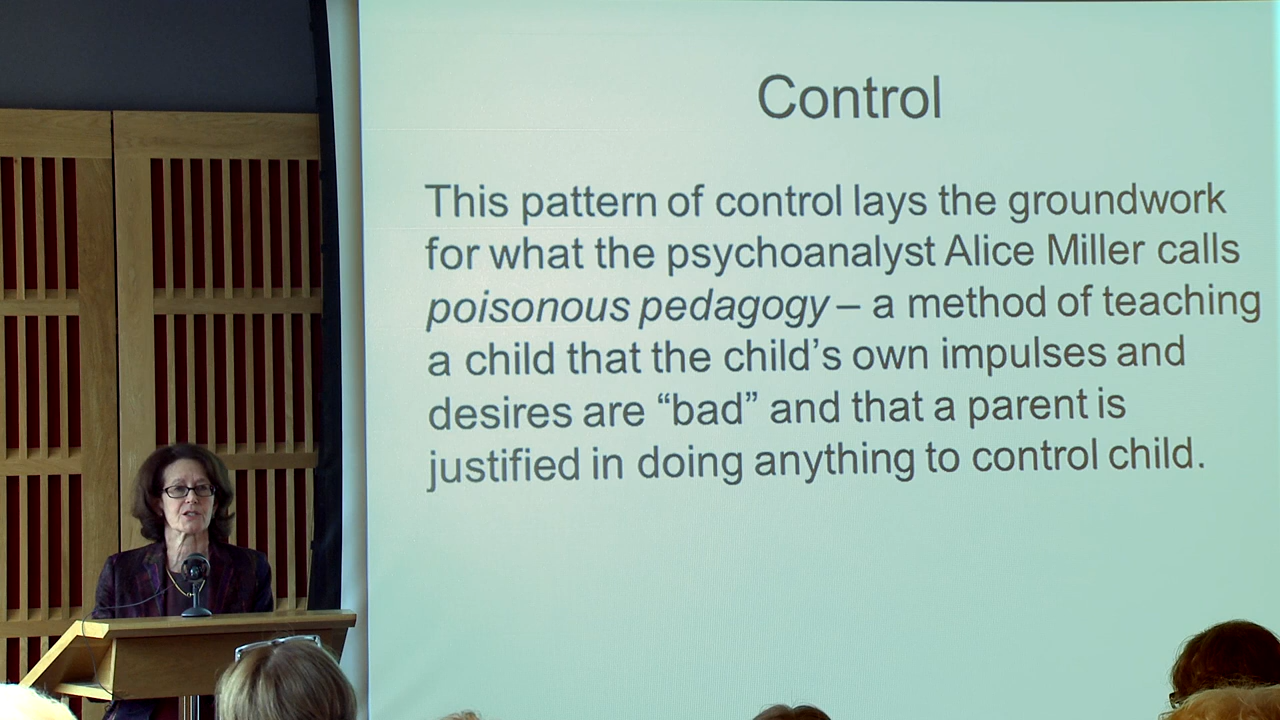 Control
This pattern of control lays the groundwork
for what the psychoanalyst Alice Miller calls
poisonous pedagogy – a method of teaching
a child that the child’s own impulses and
desires are “bad” and that a parent is
justified in doing anything to control child.